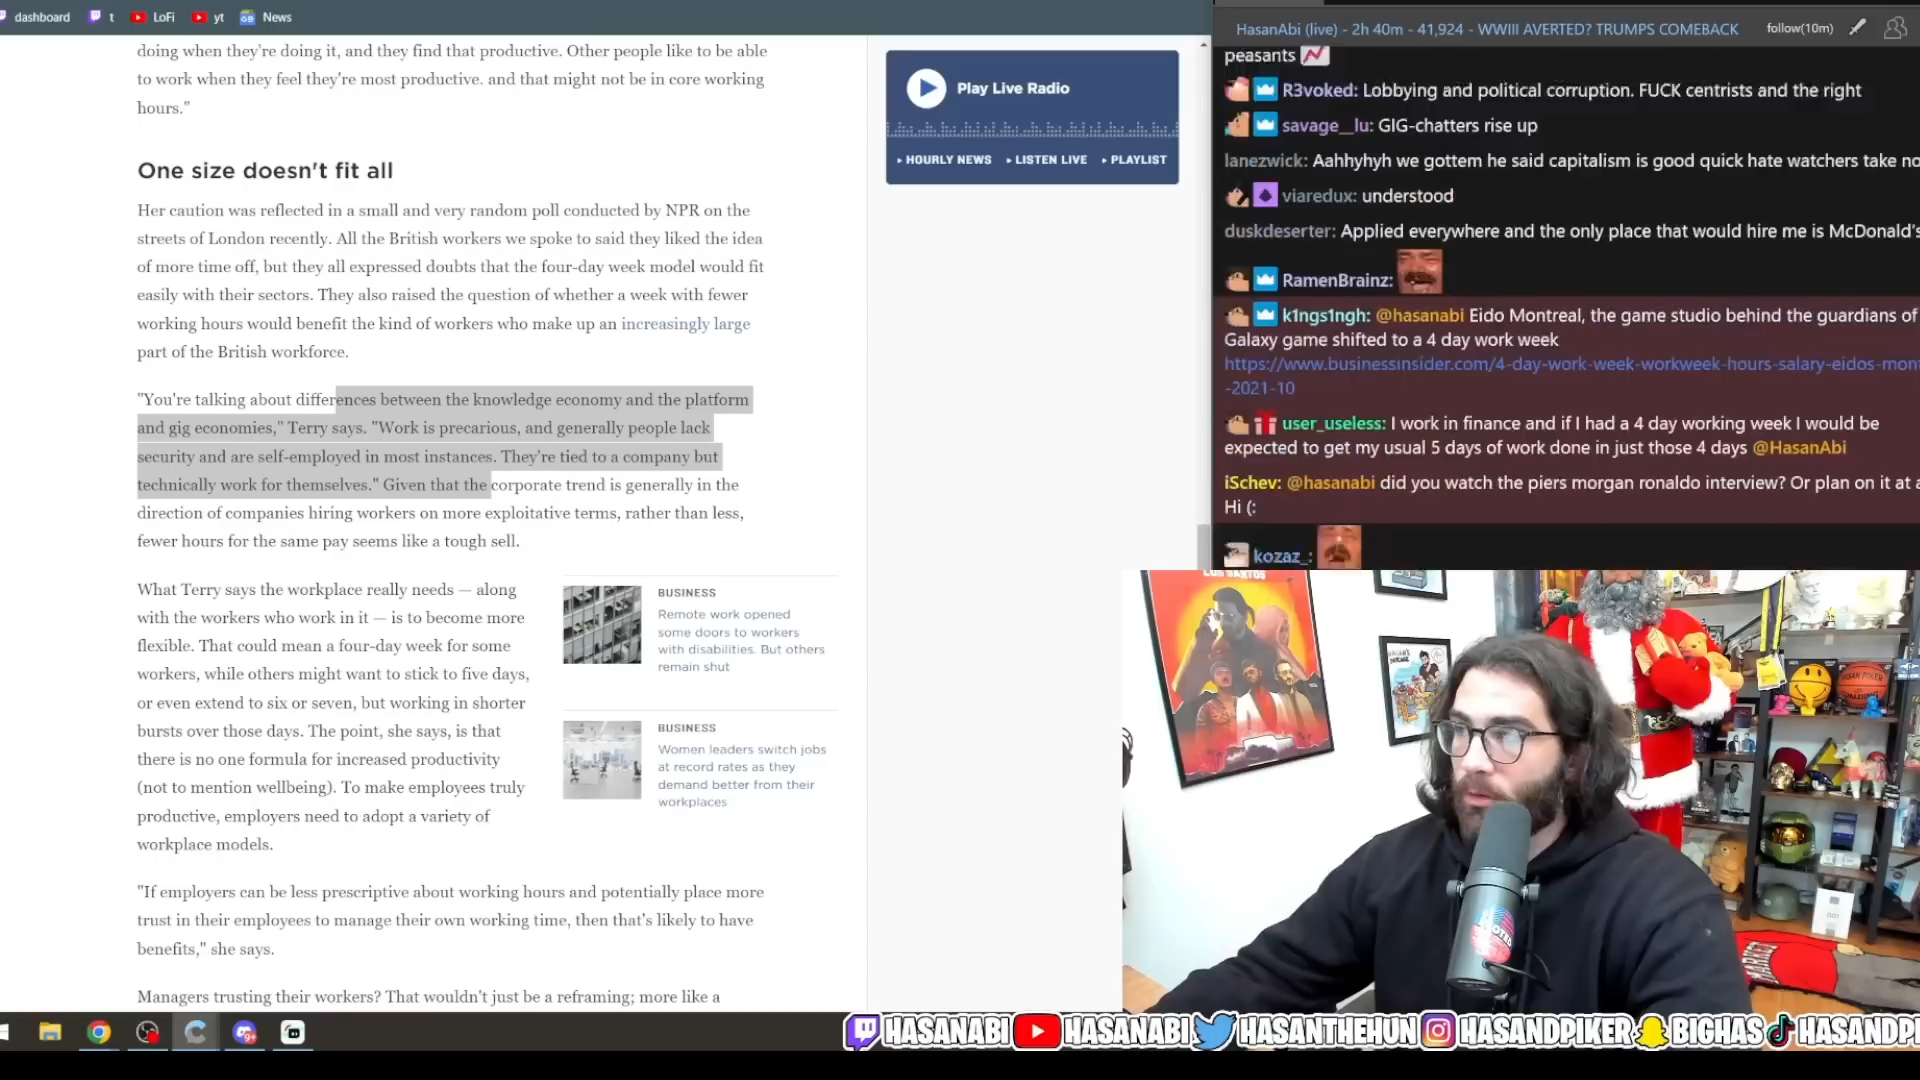 dashboard t LoFi yt News
doing when they're doing it, and they find that productive. Other people like to be able
to work when they feel they're most productive. and that might not be in core working
hours."
One size doesn't fit all
Her caution was reflected in a small and very random poll conducted by NPR on the
streets of London recently. All the British workers we spoke to said they liked the idea
of more time off, but they all expressed doubts that the four-day week model would fit
easily with their sectors. They also raised the question of whether a week with fewer
working hours would benefit the kind of workers who make up an increasingly large
part of the British workforce.
"You're talking about differences between the knowledge economy and the platform
and gig economies," Terry says. "Work is precarious, and generally people lack
security and are self-employed in most instances. They're tied to a company but
technically work for themselves." Given that the corporate trend is generally in the
direction of companies hiring workers on more exploitative terms, rather than less,
fewer hours for the same pay seems like a tough sell.
What Terry says the workplace really needs — along
with the workers who work in it — is to become more
flexible. That could mean a four-day week for some
workers, while others might want to stick to five days,
or even extend to six or seven, but working in shorter
bursts over those days. The point, she says, is that
there is no one formula for increased productivity
(not to mention wellbeing). To make employees truly
productive, employers need to adopt a variety of
workplace models.
BUSINESS
Remote work opened
some doors to workers
with disabilities. But others
remain shut
BUSINESS
Women leaders switch jobs
at record rates as they
demand better from their
workplaces
"If employers can be less prescriptive about working hours and potentially place more
trust in their employees to manage their own working time, then that's likely to have
benefits," she says.
Managers trusting their workers? That wouldn't just be a reframing; more like a
Play Live Radio
HOURLY NEWS LISTEN LIVE PLAYLIST
HasanAbi (live) - 2h 40m - 41,924 - WWIII AVERTED? TRUMPS COMEBACK follow(10m)
peasants
R3voked: Lobbying and political corruption. FUCK centrists and the right
savage__lu: GIG-chatters rise up
lanezwick: Aahhyhyh we gottem he said capitalism is good quick hate watchers take no
viaredux: understood
duskdeserter: Applied everywhere and the only place that would hire me is McDonald's
RamenBrainz:
k1ngs1ngh: @hasanabi Eido Montreal, the game studio behind the guardians of
Galaxy game shifted to a 4 day work week
https://www.businessinsider.com/4-day-work-week-workweek-hours-salary-eidos-mon
-2021-10
user_useless: I work in finance and if I had a 4 day working week I would be
expected to get my usual 5 days of work done in just those 4 days @HasanAbi
iSchev: @hasanabi did you watch the piers morgan ronaldo interview? Or plan on it at a
Hi (:
kozaz_:
LOS SANTOS
VOTED
HASANABI HASANABI HASANTHEHUN HASANDPIKER BIGHAS HASANDP